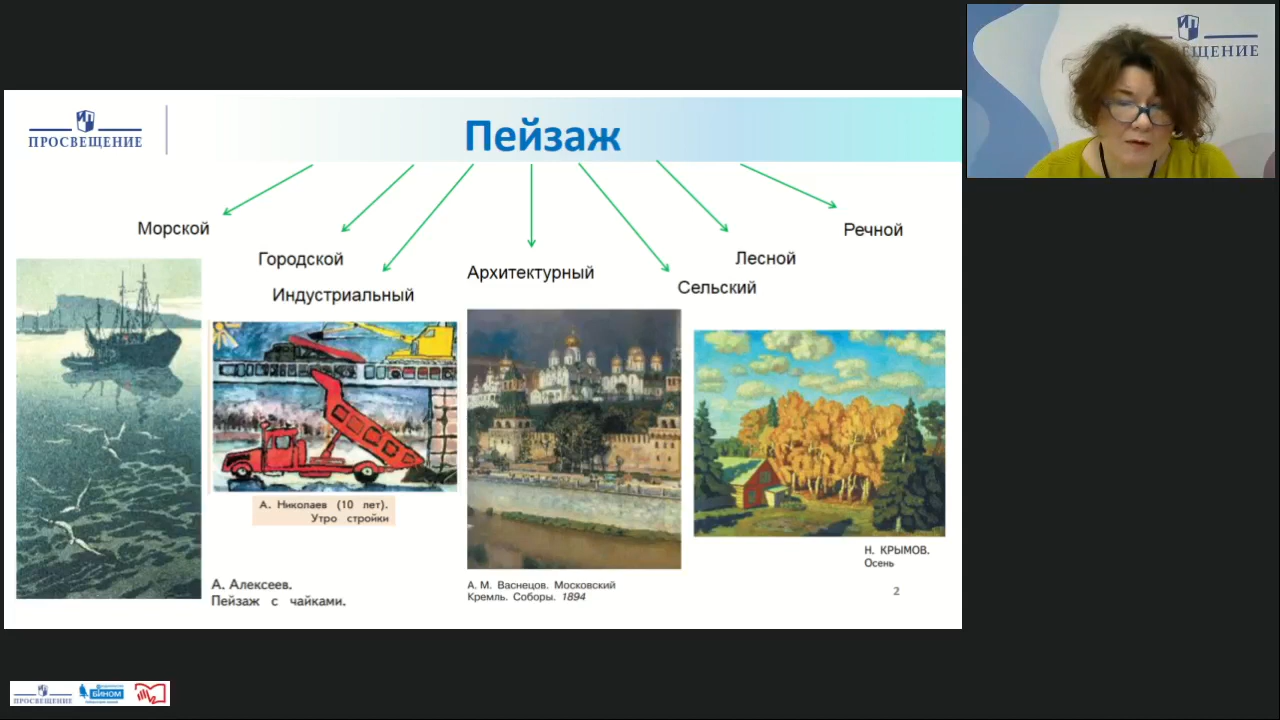 ПРОСВЕЩЕНИЕ
Пейзаж
Морской
Городской
Индустриальный
Архитектурный
Сельский
Лесной
Речной
А. Николаев (10 лет).
Утро стройки
А. Алексеев.
Пейзаж с чайками.
А. М. Васнецов. Московский
Кремль. Соборы. 1894
Н. КРЫМОВ.
Осень
2
ПРОСВЕЩЕНИЕ
БИНОМ